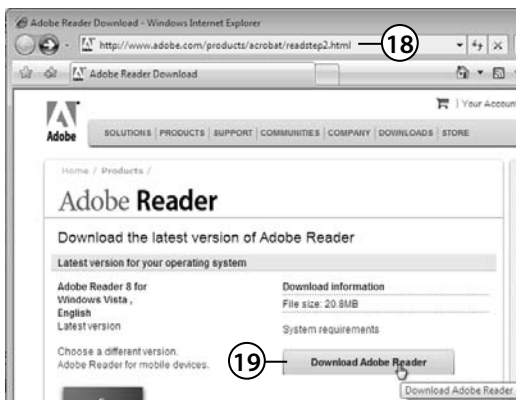 Adobe Reader Download - Windows Internet Explorer
http://www.adobe.com/products/acrobat/readstep2.html
18
Adobe Reader Download
Your Accoun
Adobe
SOLUTIONS | PRODUCTS | SUPPORT | COMMUNITIES | COMPANY | DOWNLOADS | STORE
Home / Products /
Adobe Reader
Download the latest version of Adobe Reader
Latest version for your operating system
Adobe Reader 8 for
Windows Vista ,
English
Latest version
Download information
File size: 20.8MB
System requirements
Choose a different version.
Adobe Reader for mobile devices.
19
Download Adobe Reader
Download Adobe Reader